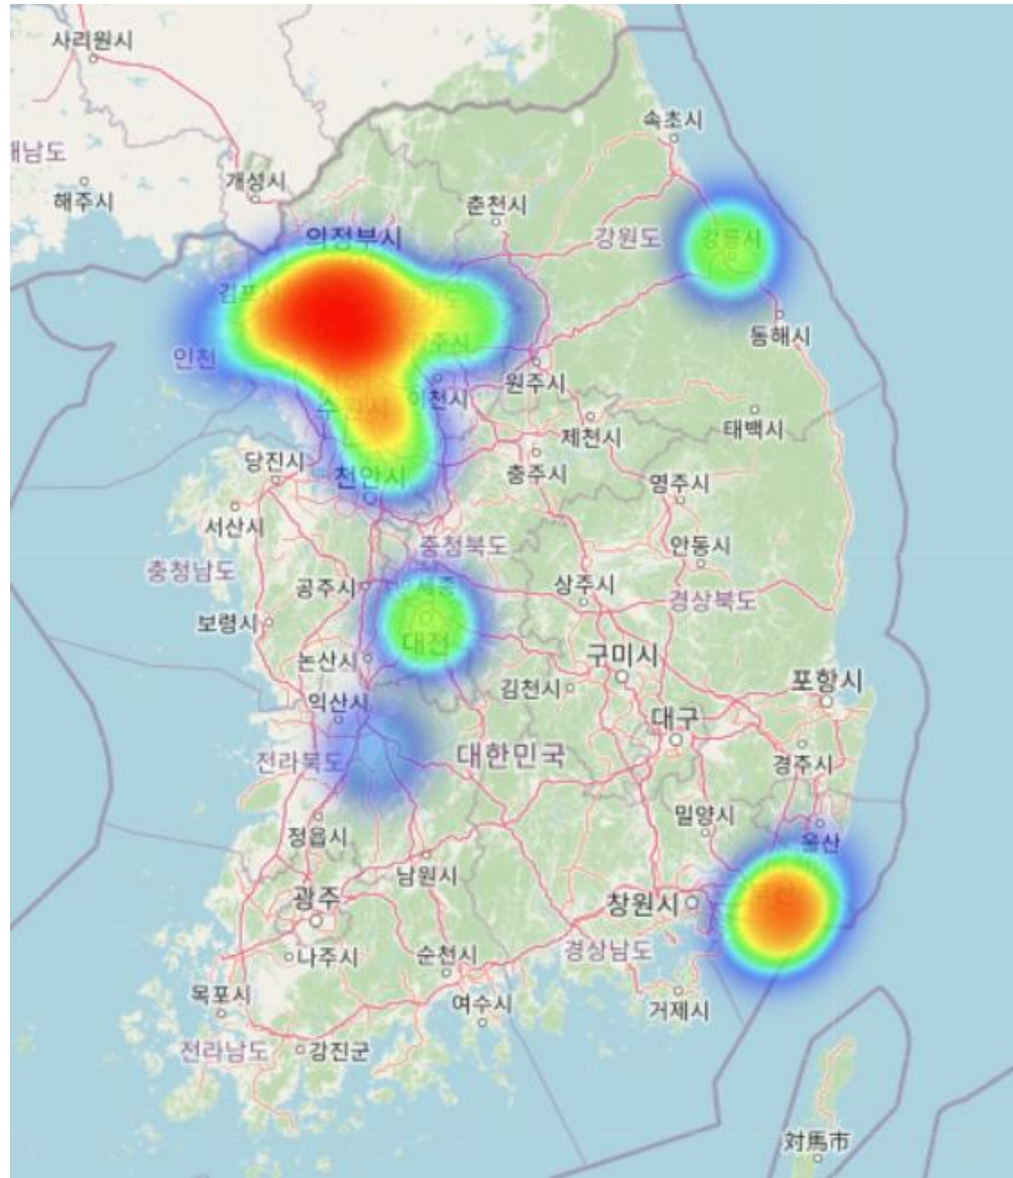 사리원시
속초시
해남도
개성시
해주시
춘천시
의정부시
강원도
강릉시
인천
동해시
원주시
이천시
수원시
태백시
제천시
당진시
충주시
천안시
영주시
서산시
충청북도
안동시
충청남도
공주시
세종
상주시
경상북도
보령시
대전
논산시
구미시
김천시
포항시
익산시
대구
전라북도
대한민국
경주시
밀양시
정읍시
울산
남원시
광주
창원시
경상남도
나주시
순천시
목포시
여수시
거제시
전라남도
강진군
対馬市